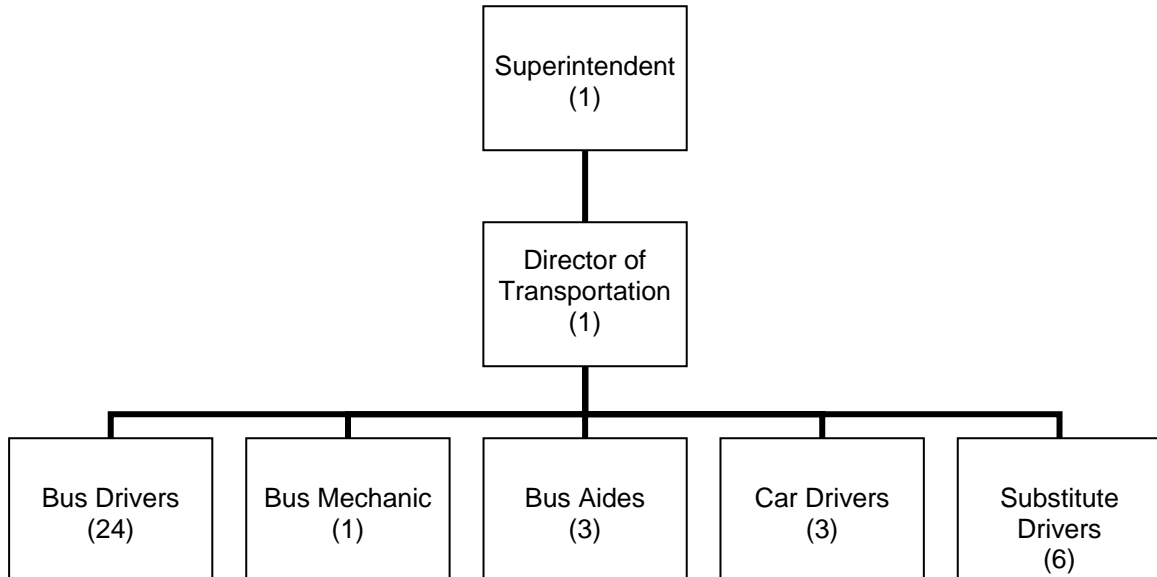 Superintendent
(1)
Director of
Transportation
(1)
Bus Drivers
(24)
Bus Mechanic
(1)
Bus Aides
(3)
Car Drivers
(3)
Substitute
Drivers
(6)